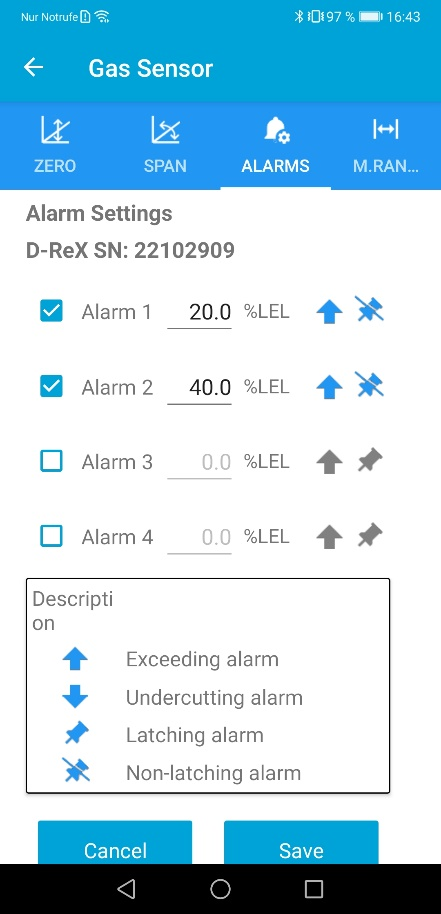 Nur Notrufe 97 % 16:43
Gas Sensor
ZERO SPAN ALARMS M.RAN...
Alarm Settings
D-ReX SN: 22102909
Alarm 1 20.0 %LEL
Alarm 2 40.0 %LEL
Alarm 3 0.0 %LEL
Alarm 4 0.0 %LEL
Descripti
on
Exceeding alarm
Undercutting alarm
Latching alarm
Non-latching alarm
Cancel Save